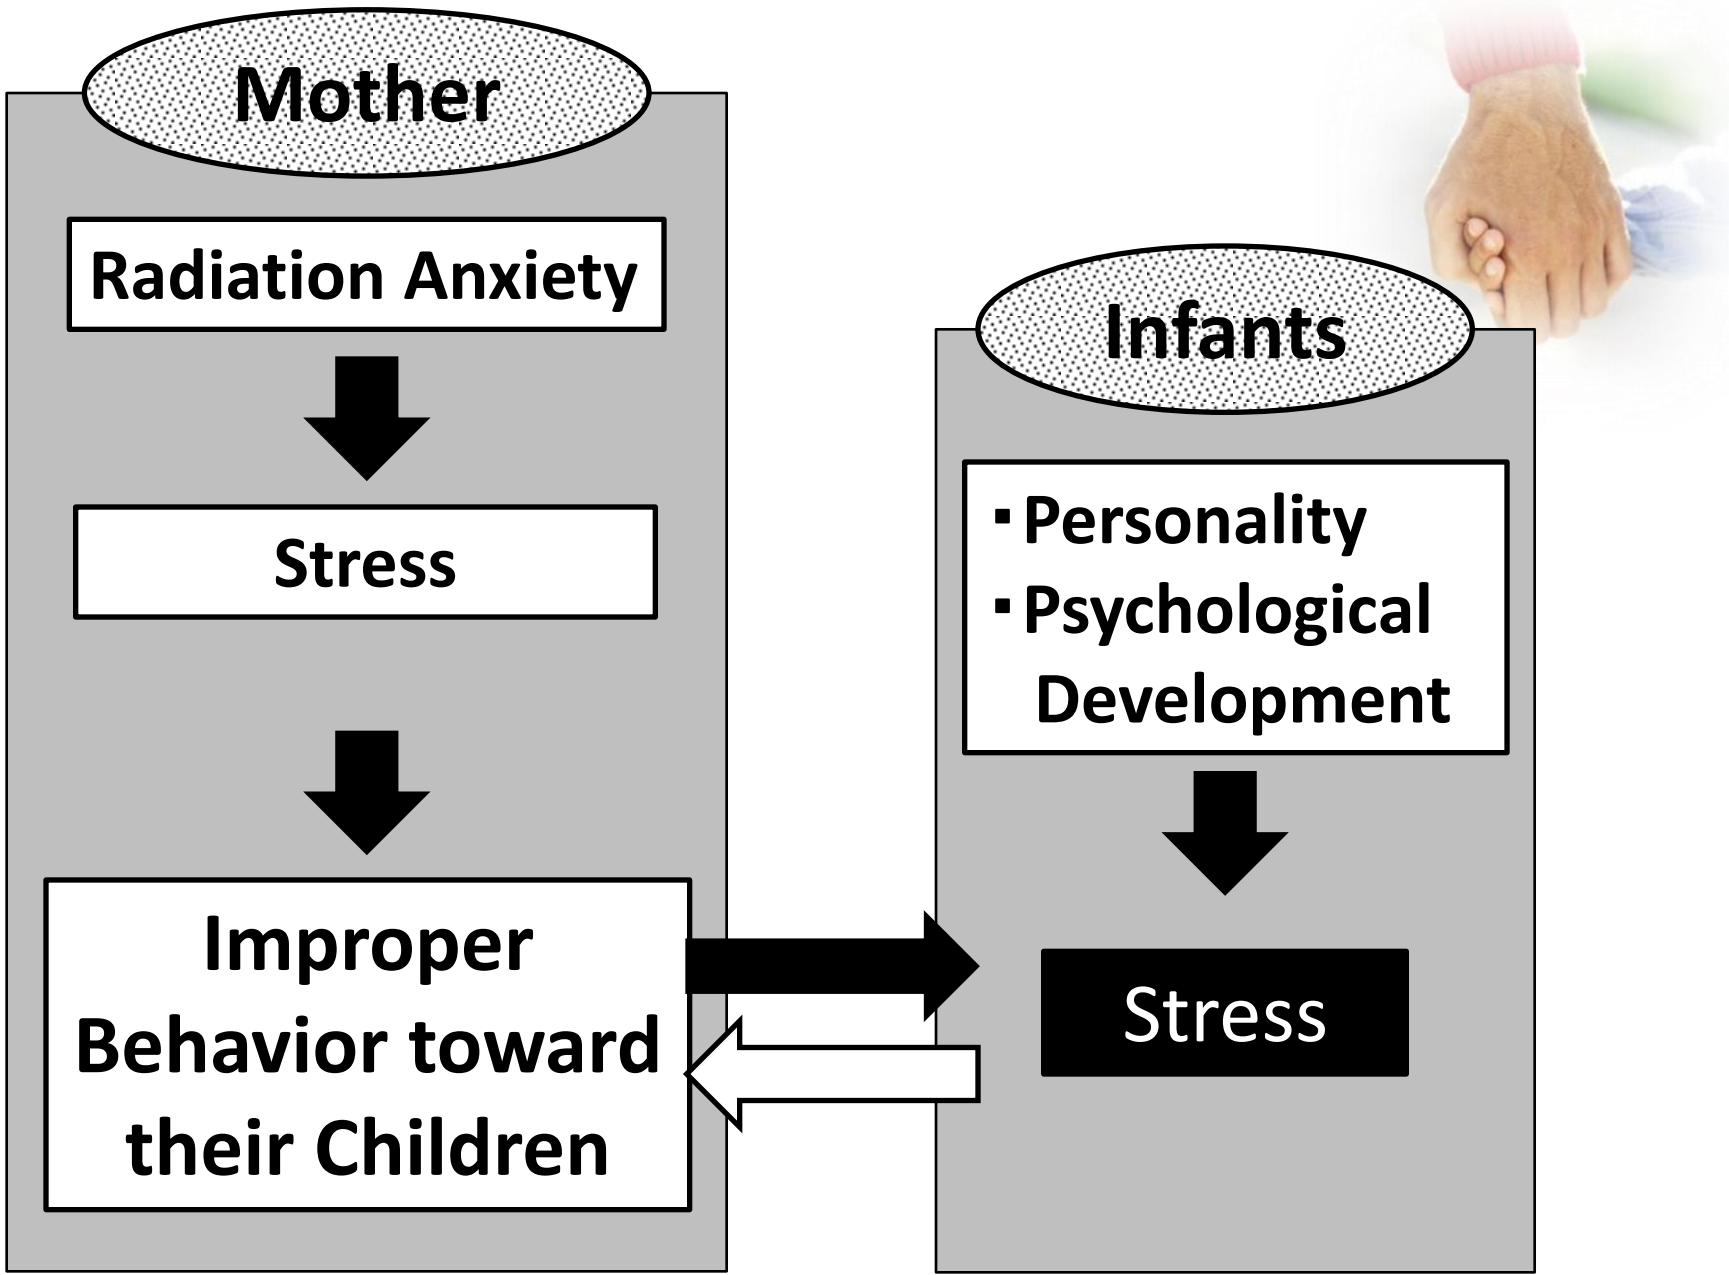 Mother
Radiation Anxiety
Stress
Improper
Behavior toward
their Children
Infants
▪Personality
▪Psychological
Development
Stress